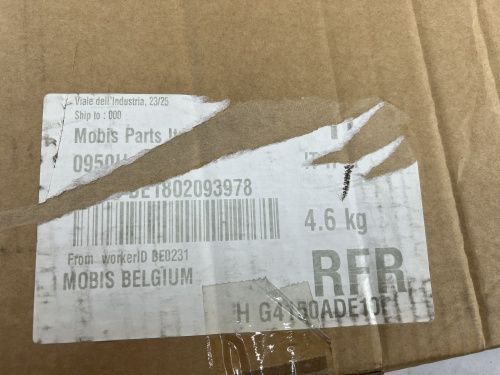 Viale dell'Industria, 23/25
Ship to : 000
Mobis Parts
0950
BE1802093978
4.6 kg
From workerID BE0231
MOBIS BELGIUM
RFR
H G4150ADE10